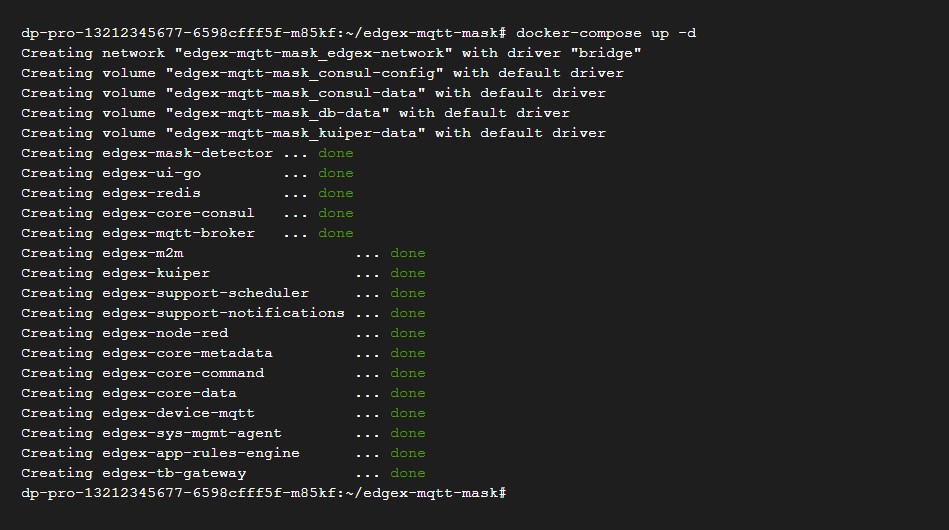 dp-pro-13212345677-6598cfff5f-m85kf:~/edgex-mqtt-mask# docker-compose up -d
Creating network "edgex-mqtt-mask_edgex-network" with driver "bridge"
Creating volume "edgex-mqtt-mask_consul-config" with default driver
Creating volume "edgex-mqtt-mask_consul-data" with default driver
Creating volume "edgex-mqtt-mask_db-data" with default driver
Creating volume "edgex-mqtt-mask_kuiper-data" with default driver
Creating edgex-mask-detector ... done
Creating edgex-ui-go         ... done
Creating edgex-redis         ... done
Creating edgex-core-consul   ... done
Creating edgex-mqtt-broker   ... done
Creating edgex-m2m                   ... done
Creating edgex-kuiper                ... done
Creating edgex-support-scheduler     ... done
Creating edgex-support-notifications ... done
Creating edgex-node-red              ... done
Creating edgex-core-metadata         ... done
Creating edgex-core-command          ... done
Creating edgex-core-data             ... done
Creating edgex-device-mqtt           ... done
Creating edgex-sys-mgmt-agent        ... done
Creating edgex-app-rules-engine      ... done
Creating edgex-tb-gateway            ... done
dp-pro-13212345677-6598cfff5f-m85kf:~/edgex-mqtt-mask#